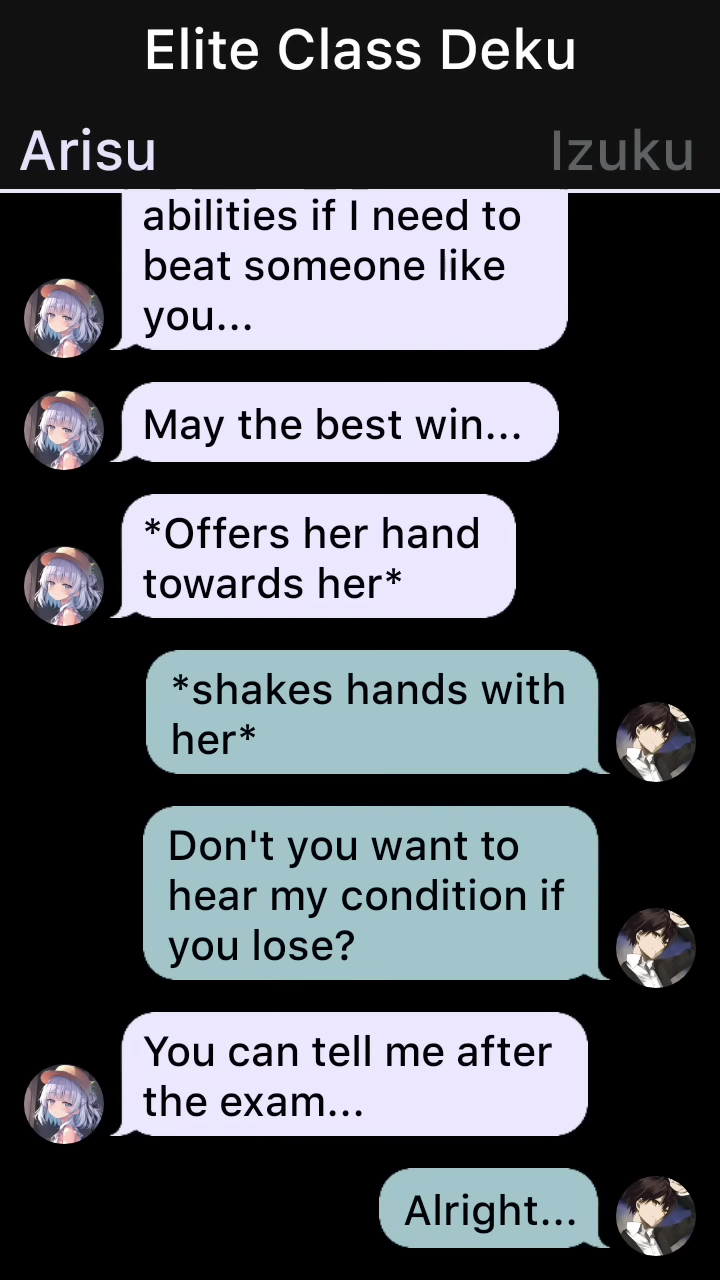 Elite Class Deku
Arisu Izuku
abilities if I need to
beat someone like
you...
May the best win...
*Offers her hand
towards her*
*shakes hands with
her*
Don't you want to
hear my condition if
you lose?
You can tell me after
the exam...
Alright...